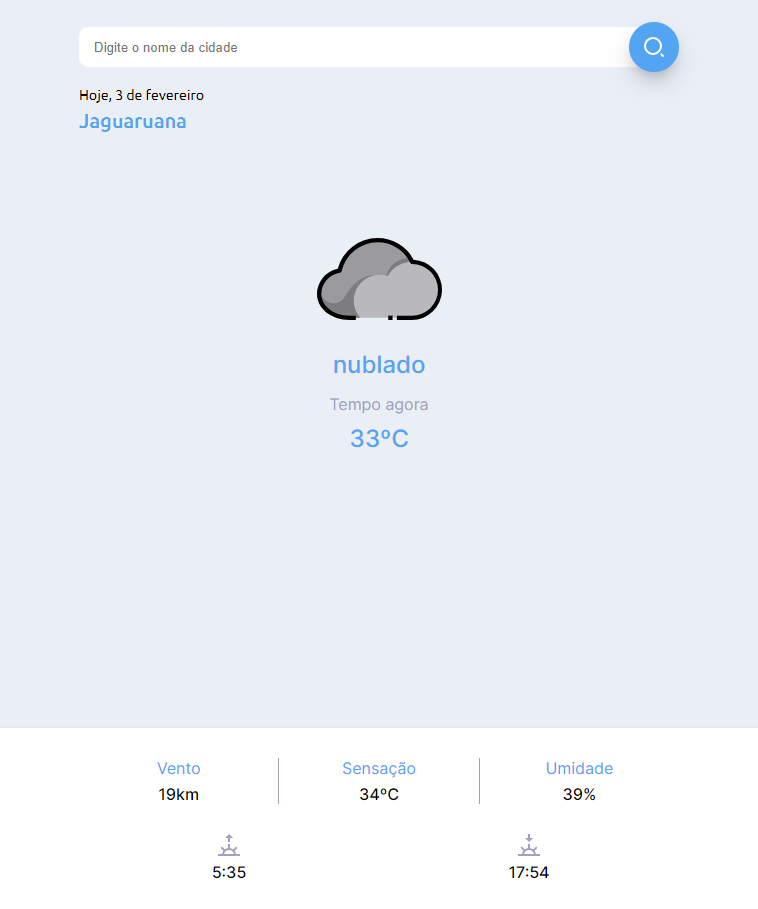 Digite o nome da cidade
Hoje, 3 de fevereiro
Jaguaruana
nublado
Tempo agora
33ºC
Vento Sensação Umidade
19km 34ºC 39%
5:35 17:54